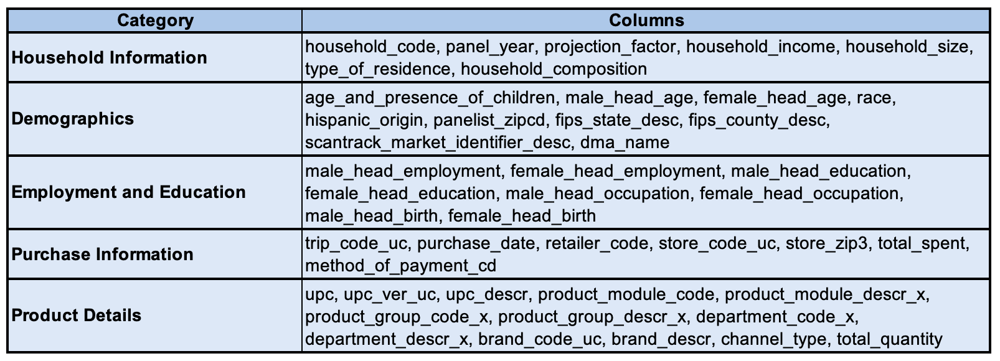 Category Columns
Household Information
household_code, panel_year, projection_factor, household_income, household_size,
type_of_residence, household_composition
Demographics
age_and_presence_of_children, male_head_age, female_head_age, race,
hispanic_origin, panelist_zipcd, fips_state_desc, fips_county_desc,
scantrack_market_identifier_desc, dma_name
Employment and Education
male_head_employment, female_head_employment, male_head_education,
female_head_education, male_head_occupation, female_head_occupation,
male_head_birth, female_head_birth
Purchase Information
trip_code_uc, purchase_date, retailer_code, store_code_uc, store_zip3, total_spent,
method_of_payment_cd
Product Details
upc, upc_ver_uc, upc_descr, product_module_code, product_module_descr_x,
product_group_code_x, product_group_descr_x, department_code_x,
department_descr_x, brand_code_uc, brand_descr, channel_type, total_quantity